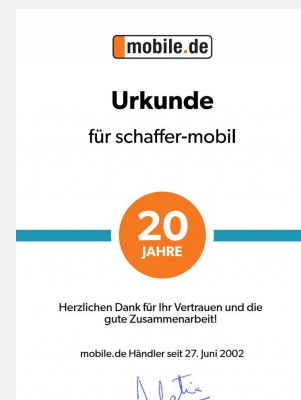 mobile.de
Urkunde
für schaffer-mobil
20
JAHRE
Herzlichen Dank für Ihr Vertrauen und die
gute Zusammenarbeit!
mobile.de Händler seit 27. Juni 2002